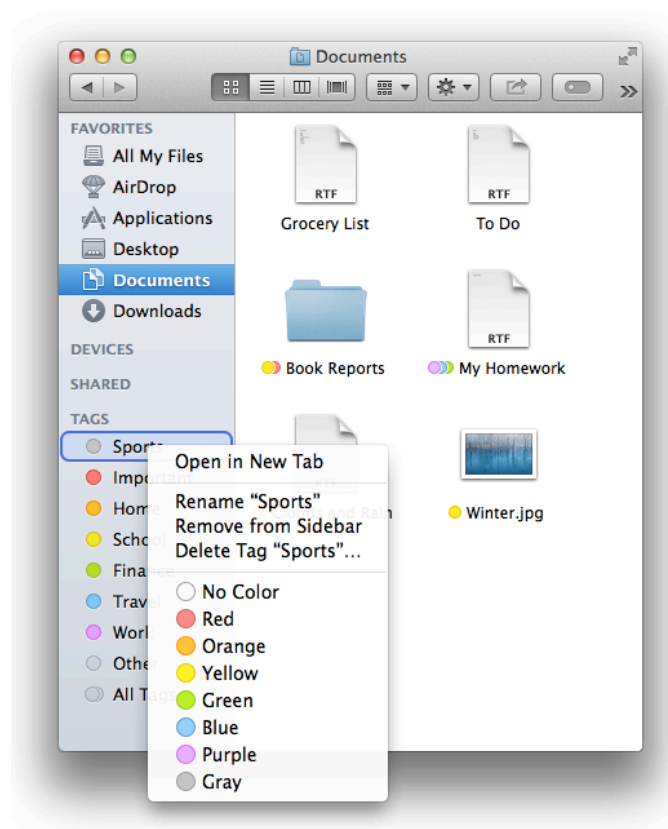 Documents
FAVORITES
All My Files
AirDrop
Applications
Desktop
Documents
Downloads
DEVICES
SHARED
TAGS
Sports
Important
Home
School
Finance
Travel
Work
Other
All Tags
RTF
Grocery List
RTF
To Do
Book Reports
RTF
My Homework
and Rain
Winter.jpg
Open in New Tab
Rename “Sports”
Remove from Sidebar
Delete Tag “Sports”...
No Color
Red
Orange
Yellow
Green
Blue
Purple
Gray